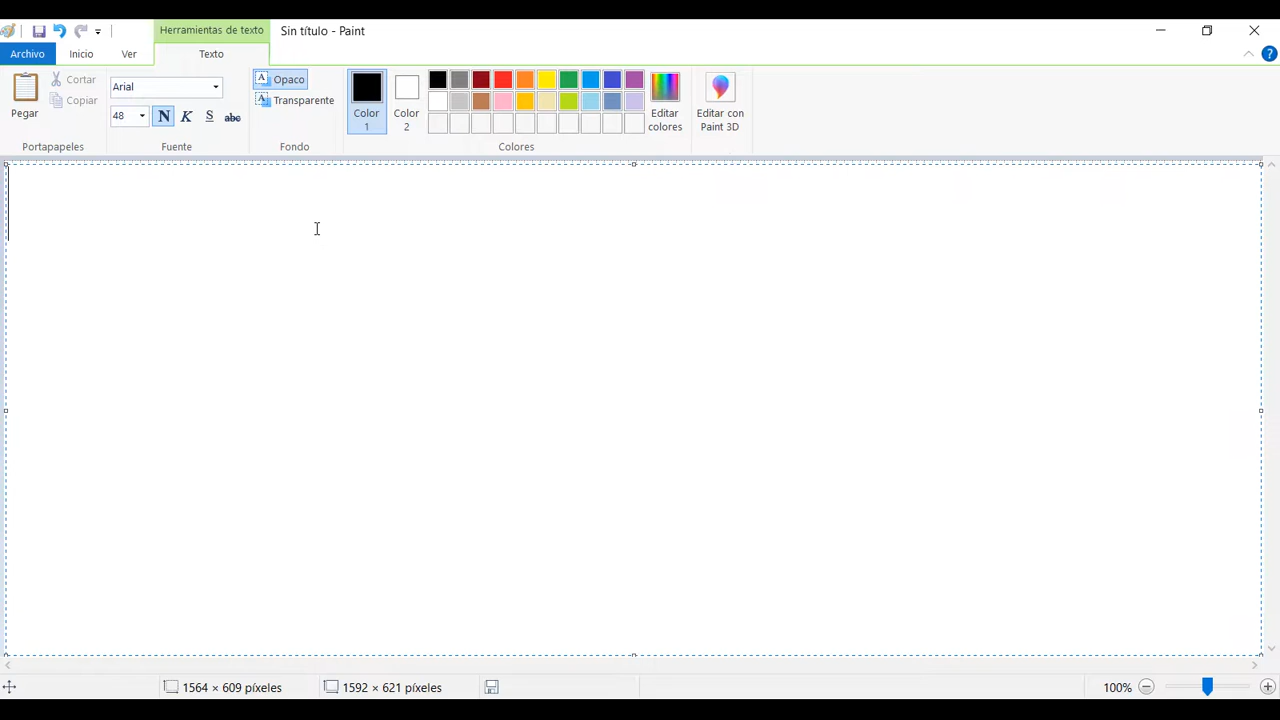 Herramientas de texto Sin título - Paint
Archivo Inicio Ver Texto ?
Pegar
Cortar
Copiar
Portapapeles
Arial
48 N K S abc
Fuente
A Opaco
A Transparente
Fondo
Color 1
Color 2
Editar colores
Colores
Editar con Paint 3D
1564 × 609 píxeles 1592 × 621 píxeles 100%